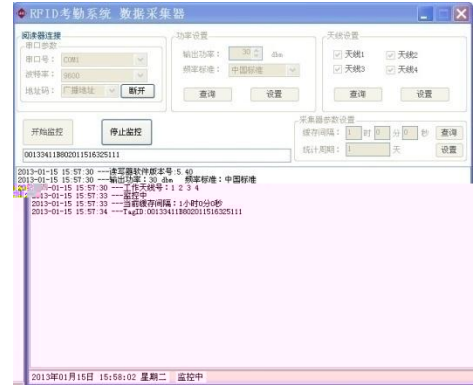 RFID考勤系统 数据采集器
阅读器连接
串口参数
串口号： COM1
波特率： 9600
地址码： 广播地址 断开
功率设置
输出功率： 30 dbm
频率标准： 中国标准
查询 设置
天线设置
天线1 天线2
天线3 天线4
查询 设置
开始监控 停止监控
采集器参数设置
缓存间隔： 1 时 0 分 0 秒 查询
统计周期： 1 天 设置
00133411B802011516325111
2013-01-15 15:57:30 ---读写器软件版本号:5.40
2013-01-15 15:57:30 ---输出功率：30 dbm 频率标准：中国标准
2013-01-15 15:57:30 ---工作天线号：1 2 3 4
2013-01-15 15:57:33 ---监控中
2013-01-15 15:57:33 ---当前缓存间隔：1小时0分0秒
2013-01-15 15:57:34 ---TagID:00133411B802011516325111
2013年01月15日 15:58:02 星期二 监控中